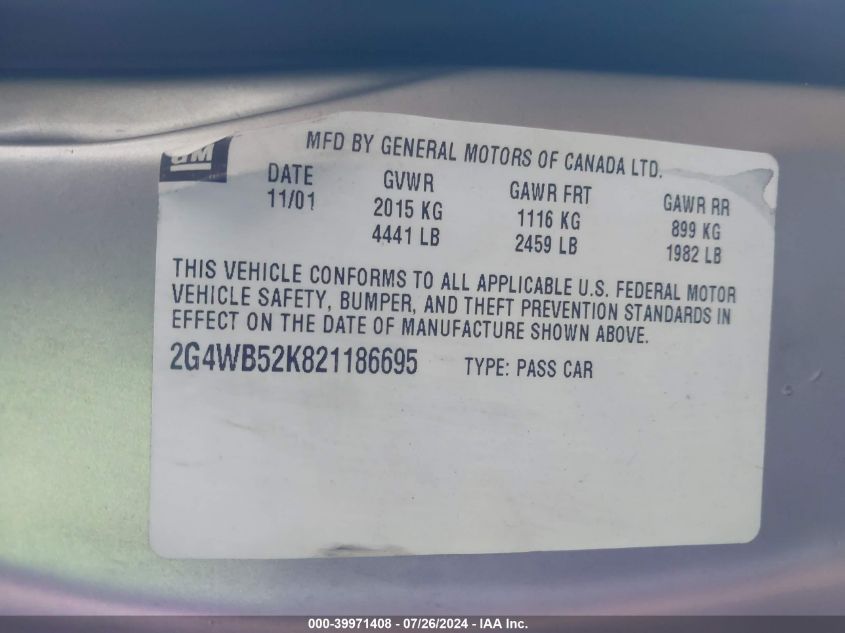 GM
MFD BY GENERAL MOTORS OF CANADA LTD.
DATE GVWR GAWR FRT GAWR RR
11/01 2015 KG 1116 KG 899 KG
4441 LB 2459 LB 1982 LB
THIS VEHICLE CONFORMS TO ALL APPLICABLE U.S. FEDERAL MOTOR
VEHICLE SAFETY, BUMPER, AND THEFT PREVENTION STANDARDS IN
EFFECT ON THE DATE OF MANUFACTURE SHOWN ABOVE.
2G4WB52K821186695 TYPE: PASS CAR
000-39971408 / 07/26/2024 - IAA Inc.